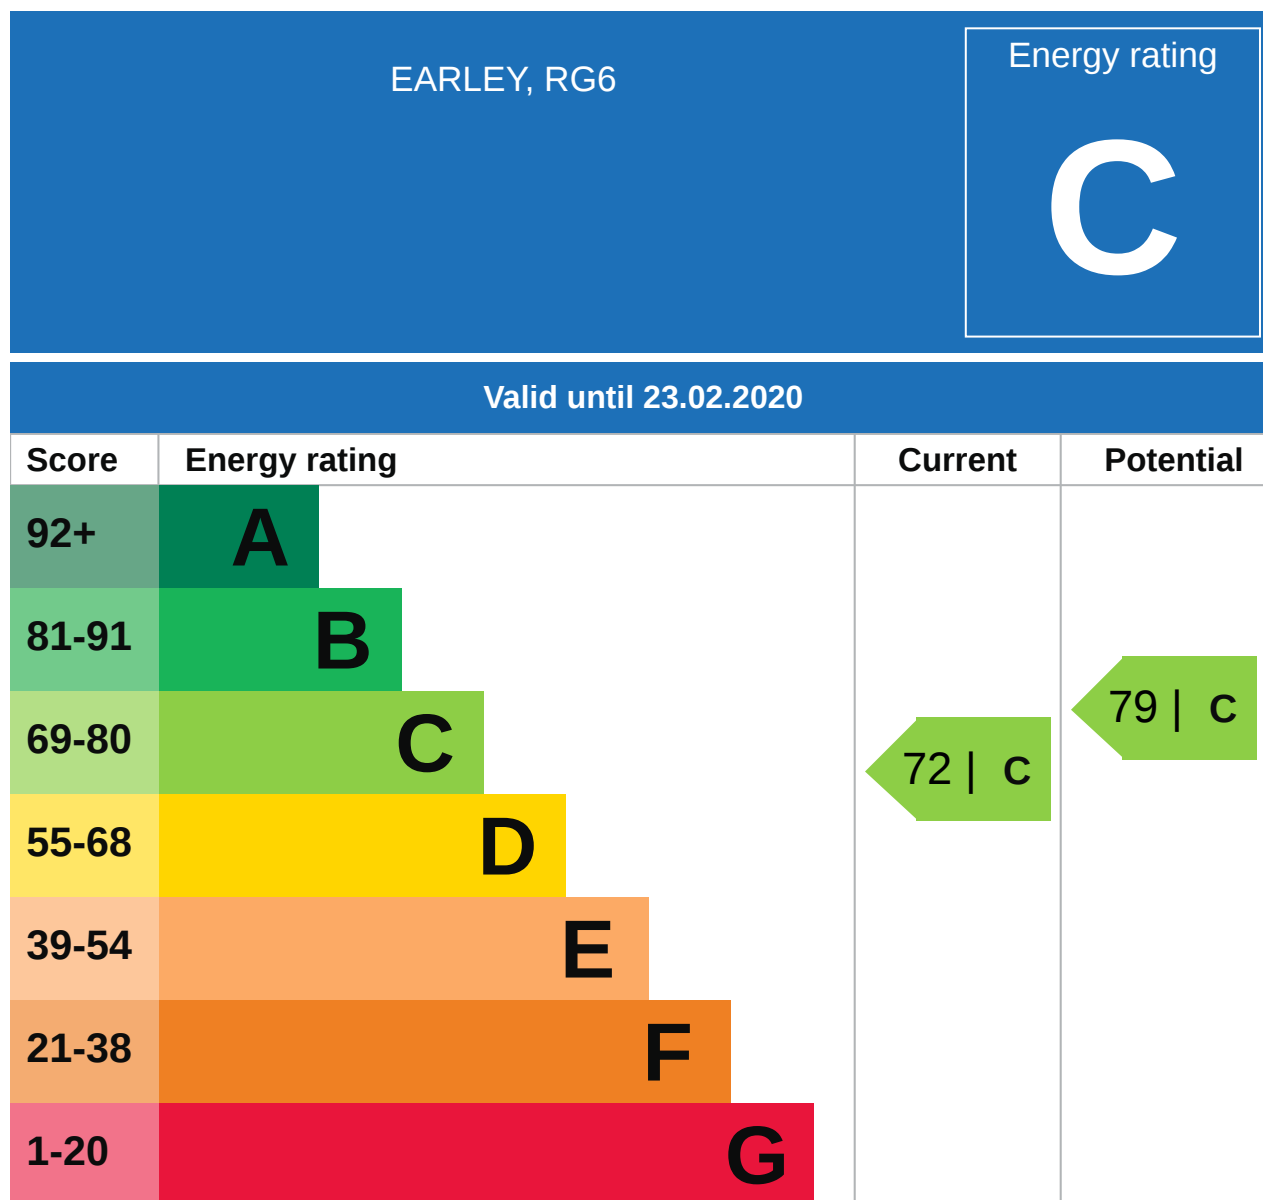 EARLEY, RG6
Energy rating
C
Valid until 23.02.2020
Score Energy rating Current Potential
92+ A
81-91 B
79 | C
69-80 C
72 | C
55-68 D
39-54 E
21-38 F
1-20 G